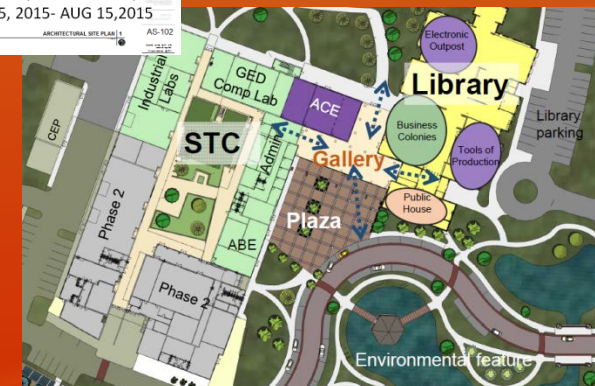 5, 2015- AUG 15,2015
ARCHITECTURAL SITE PLAN 1 AS-102
Electronic
Outpost
Library
GED
Comp Lab
Industrial
Labs
ACE
CEP
Library
parking
Business
Colonies
STC
Admin
Gallery
Tools of
Production
Public
House
Phase 2
Plaza
ABE
Phase 2
Environmental feature